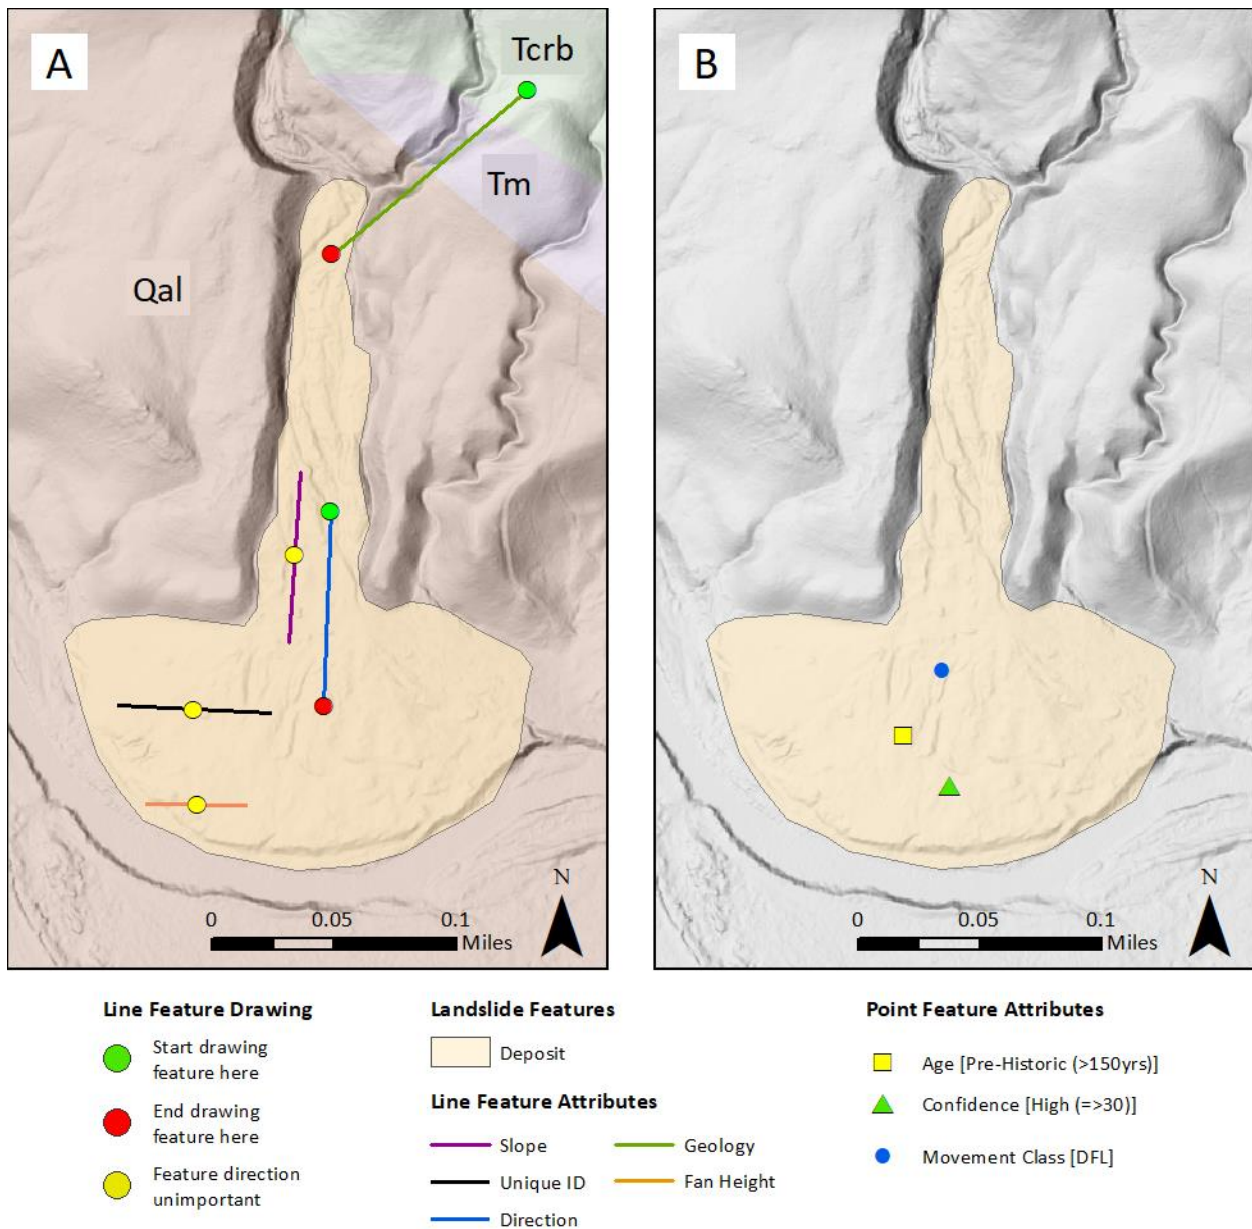 A
Tcrb
Tm
Qal
N
0 0.05 0.1
Miles
B
N
0 0.05 0.1
Miles
Line Feature Drawing
Start drawing
feature here
End drawing
feature here
Feature direction
unimportant
Landslide Features
Deposit
Line Feature Attributes
Slope
Geology
Unique ID
Fan Height
Direction
Point Feature Attributes
Age [Pre-Historic (>150yrs)]
Confidence [High (=>30)]
Movement Class [DFL]